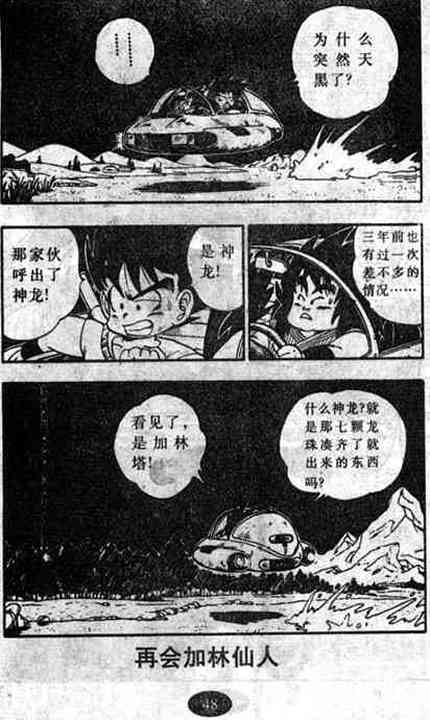 为什么
突然天
黑了?
…………
三年前也
有过一次
差不多的
情况……
是神
龙!
那家伙
呼出了
神龙!
什么神龙?就
是那七颗龙
珠凑齐了就
出来的东西
吗?
看见了,
是加林
塔!
再会加林仙人
48